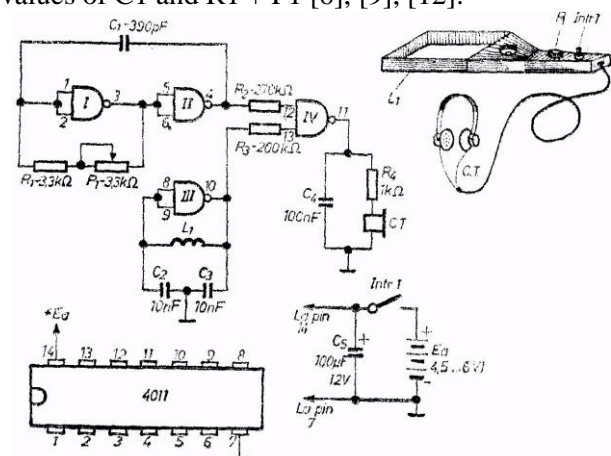 values of C1 and R1 + P1 [8], [9], [12].
C1-390pF
R Intr1
L1
1
2
I
3
5
6
II
4
R2-270kΩ
12
13
IV
11
R3-200kΩ
R1-3,3kΩ
P1-3,3kΩ
8
9
III
10
C4
100nF
R4
1kΩ
C.T
C.T.
L1
C2
10nF
C3
10nF
Intr1
+Ea
La pin
14
C5
100μF
12V
+
Ea
4,5...6V
+
-
La pin
7
14 13 12 11 10 9 8
4011
1 2 3 4 5 6 7